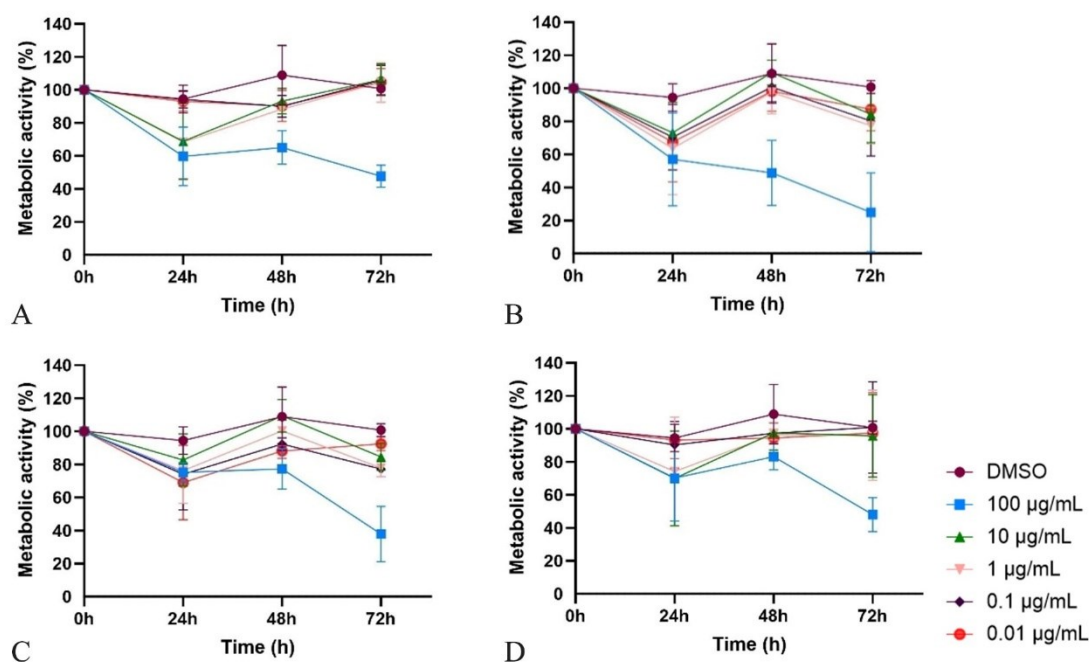 Metabolic activity (%)
140
120
100
80
60
40
20
0
0h 24h 48h 72h
Time (h)
A
Metabolic activity (%)
140
120
100
80
60
40
20
0
0h 24h 48h 72h
Time (h)
B
Metabolic activity (%)
140
120
100
80
60
40
20
0
0h 24h 48h 72h
Time (h)
C
Metabolic activity (%)
140
120
100
80
60
40
20
0
0h 24h 48h 72h
Time (h)
D
DMSO
100 µg/mL
10 µg/mL
1 µg/mL
0.1 µg/mL
0.01 µg/mL